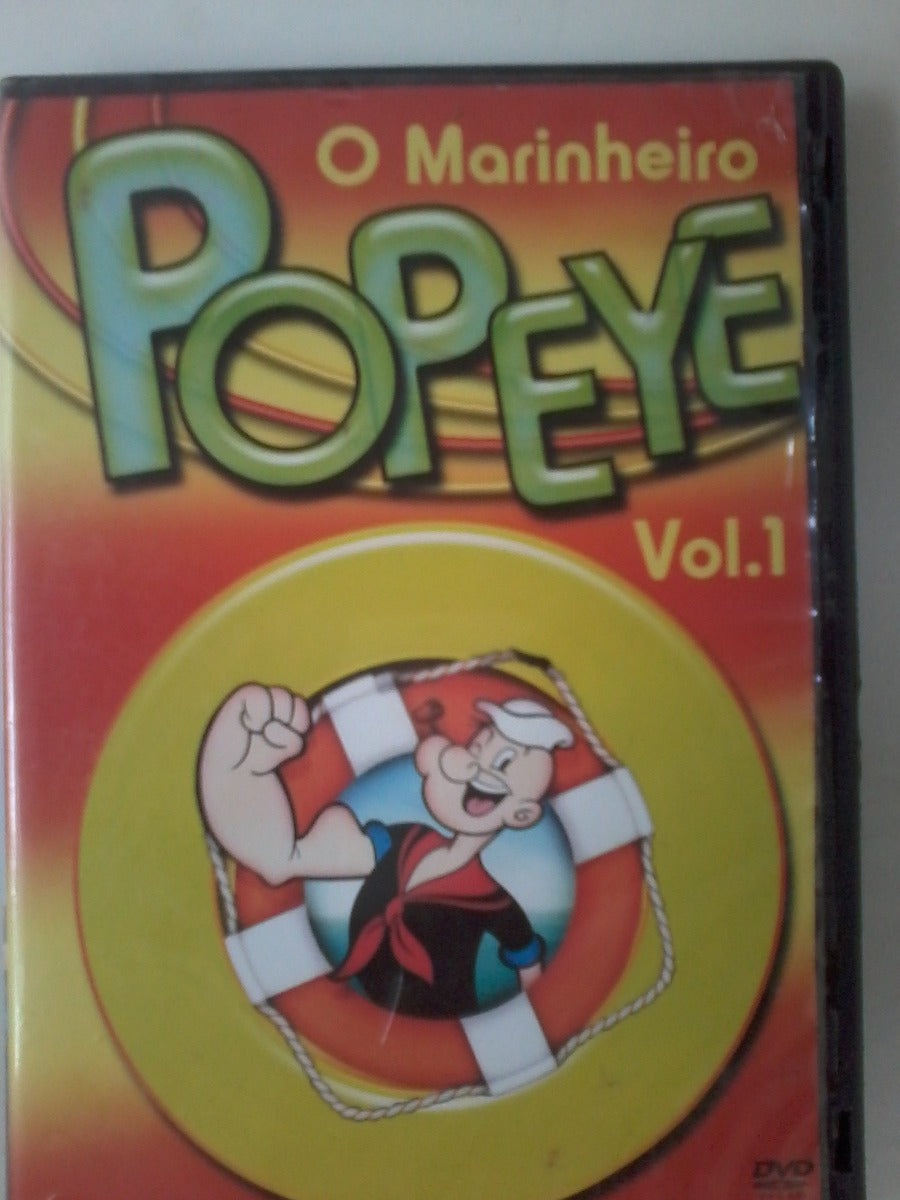 O Marinheiro
POPEYE
Vol.1
DVD